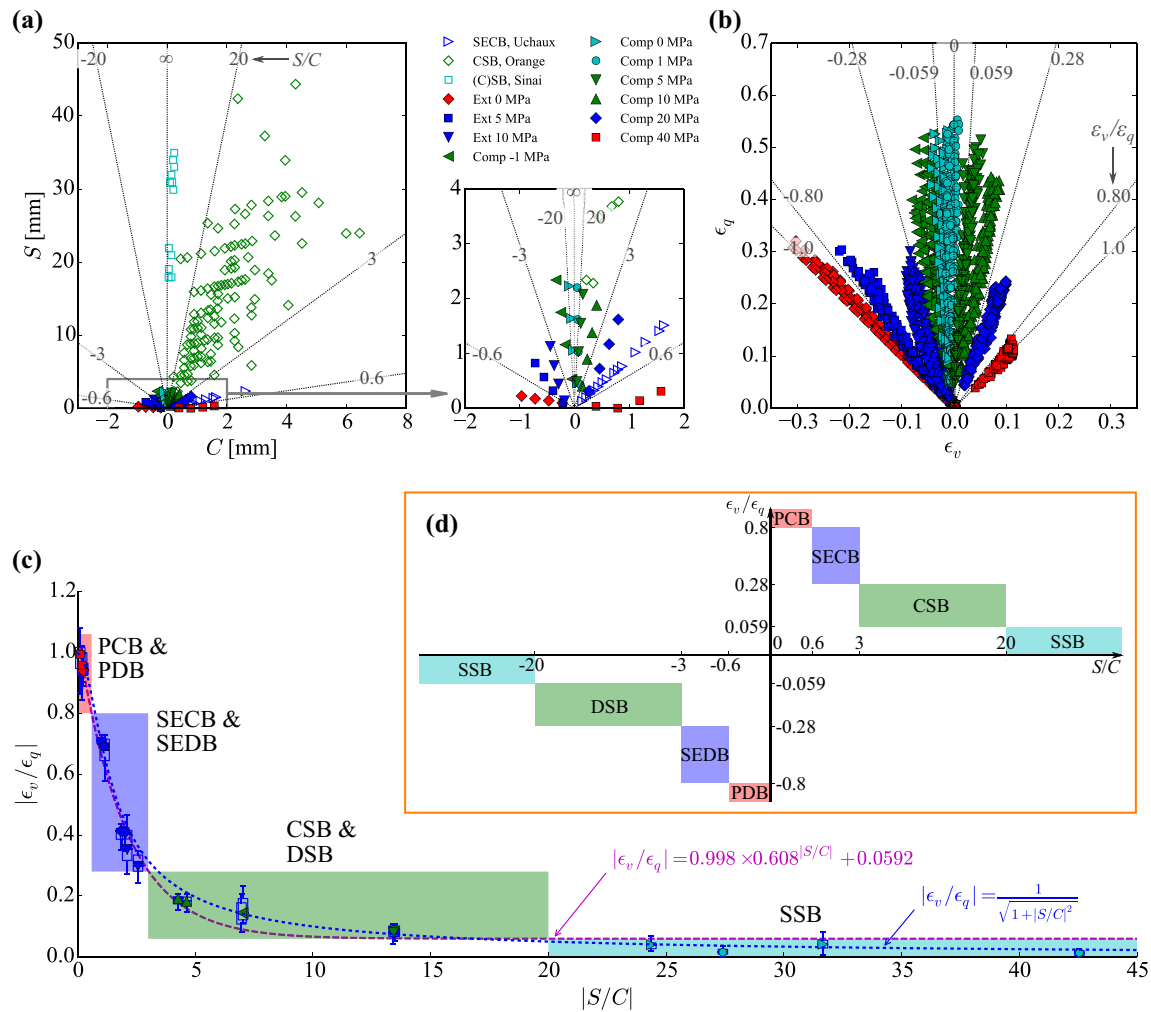 (a)
50
40
30
20
10
0
S [mm]
-20
∞
20
S/C
3
-3
0.6
-0.6
−2 0 2 4 6 8
C [mm]
SECB, Uchaux
CSB, Orange
(C)SB, Sinai
Ext 0 MPa
Ext 5 MPa
Ext 10 MPa
Comp -1 MPa
Comp 0 MPa
Comp 1 MPa
Comp 5 MPa
Comp 10 MPa
Comp 20 MPa
Comp 40 MPa
4
3
2
1
0
∞
-20 20
-3 3
-0.6 0.6
−2 −1 0 1 2
(b)
0.7
0.6
0.5
0.4
0.3
0.2
0.1
0.0
ϵq
0
-0.28 0.28
-0.059 0.059
εv/εq
-0.80 0.80
-1.0 1.0
−0.3 −0.2 −0.1 0.0 0.1 0.2 0.3
ϵv
(d)
ϵv/ϵq
PCB
0.8
SECB
0.28
CSB
0.059
SSB
0 0.6 3 20
S/C
-20 -3 -0.6
SSB
-0.059
DSB
-0.28
SEDB
-0.8
PDB
(c)
1.2
1.0
0.8
0.6
0.4
0.2
0.0
|ϵv/ϵq|
PCB &
PDB
SECB &
SEDB
CSB &
DSB
SSB
|ϵv/ϵq| = 0.998 × 0.608^|S/C| + 0.0592
|ϵv/ϵq| = 1/√(1+|S/C|²)
0 5 10 15 20 25 30 35 40 45
|S/C|